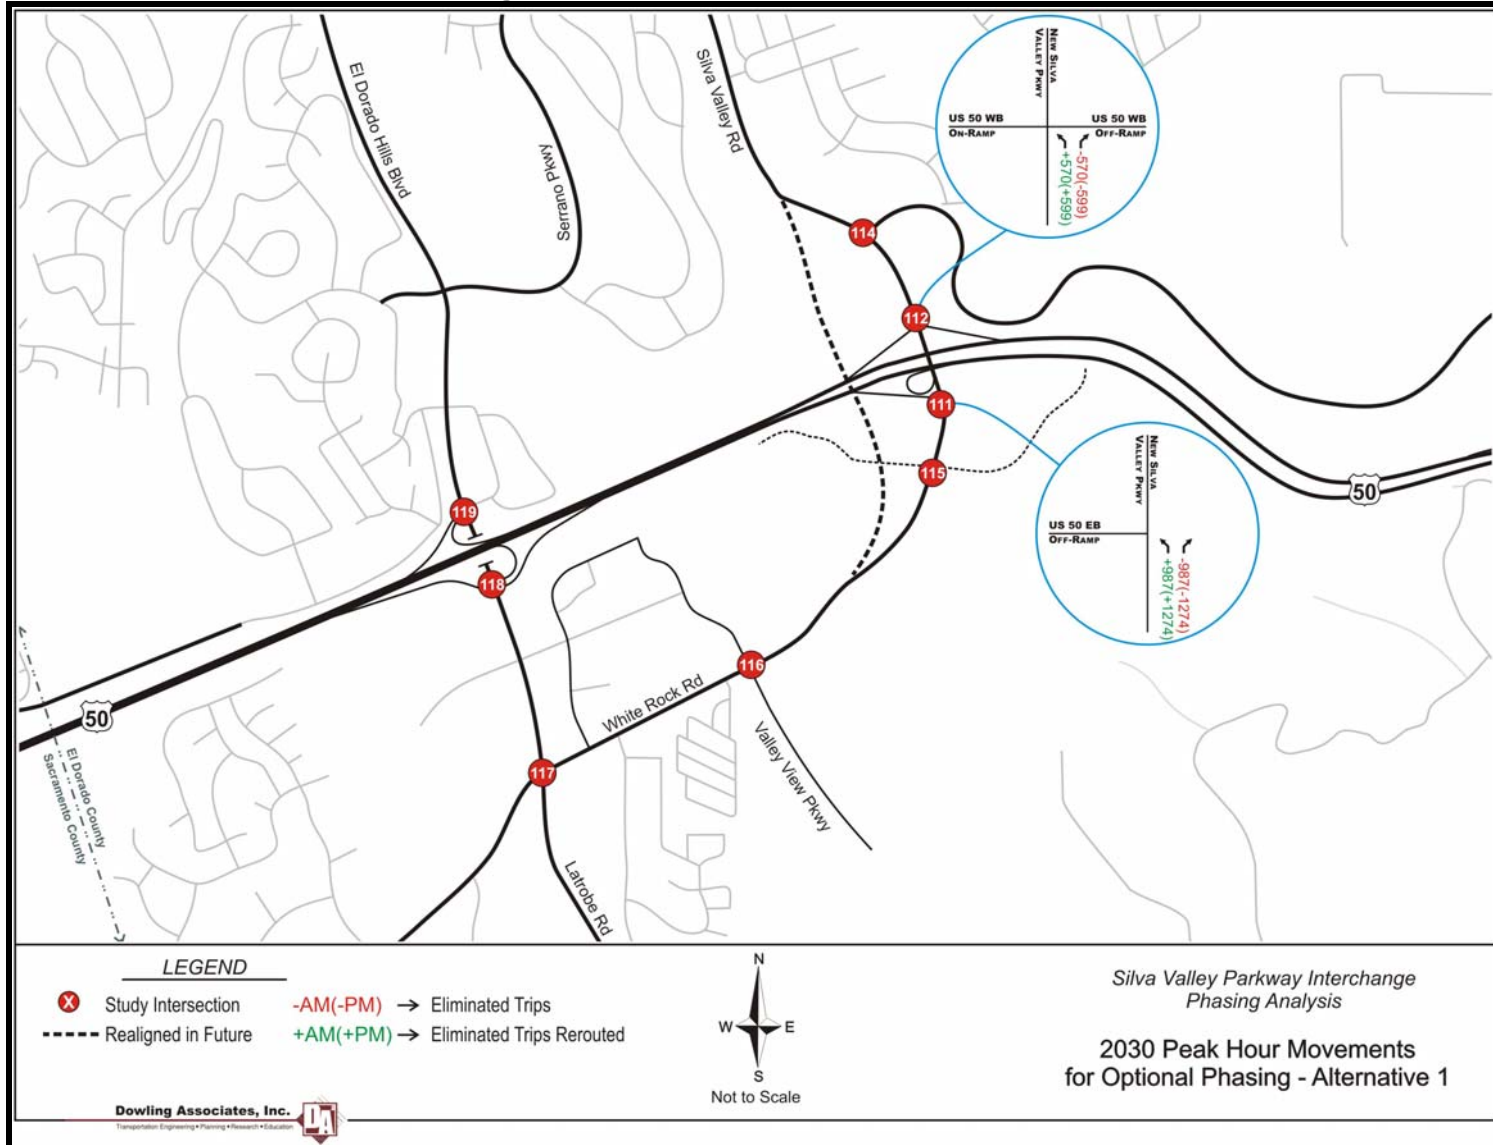 El Dorado Hills Blvd
Serrano Pkwy
Silva Valley Rd
NEW SILVA
VALLEY PKWY
US 50 WB
ON-RAMP
US 50 WB
OFF-RAMP
+570(+599)
-570(-599)
114
112
111
115
NEW SILVA
VALLEY PKWY
US 50 EB
OFF-RAMP
+987(+1274)
-987(-1274)
50
119
118
116
117
50
White Rock Rd
Valley View Pkwy
Latrobe Rd
El Dorado County
Sacramento County
LEGEND
X Study Intersection
Realigned in Future
-AM(-PM) → Eliminated Trips
+AM(+PM) → Eliminated Trips Rerouted
N
W E
S
Not to Scale
Silva Valley Parkway Interchange
Phasing Analysis
2030 Peak Hour Movements
for Optional Phasing - Alternative 1
Dowling Associates, Inc.
Transportation Engineering • Planning • Research • Education
DA